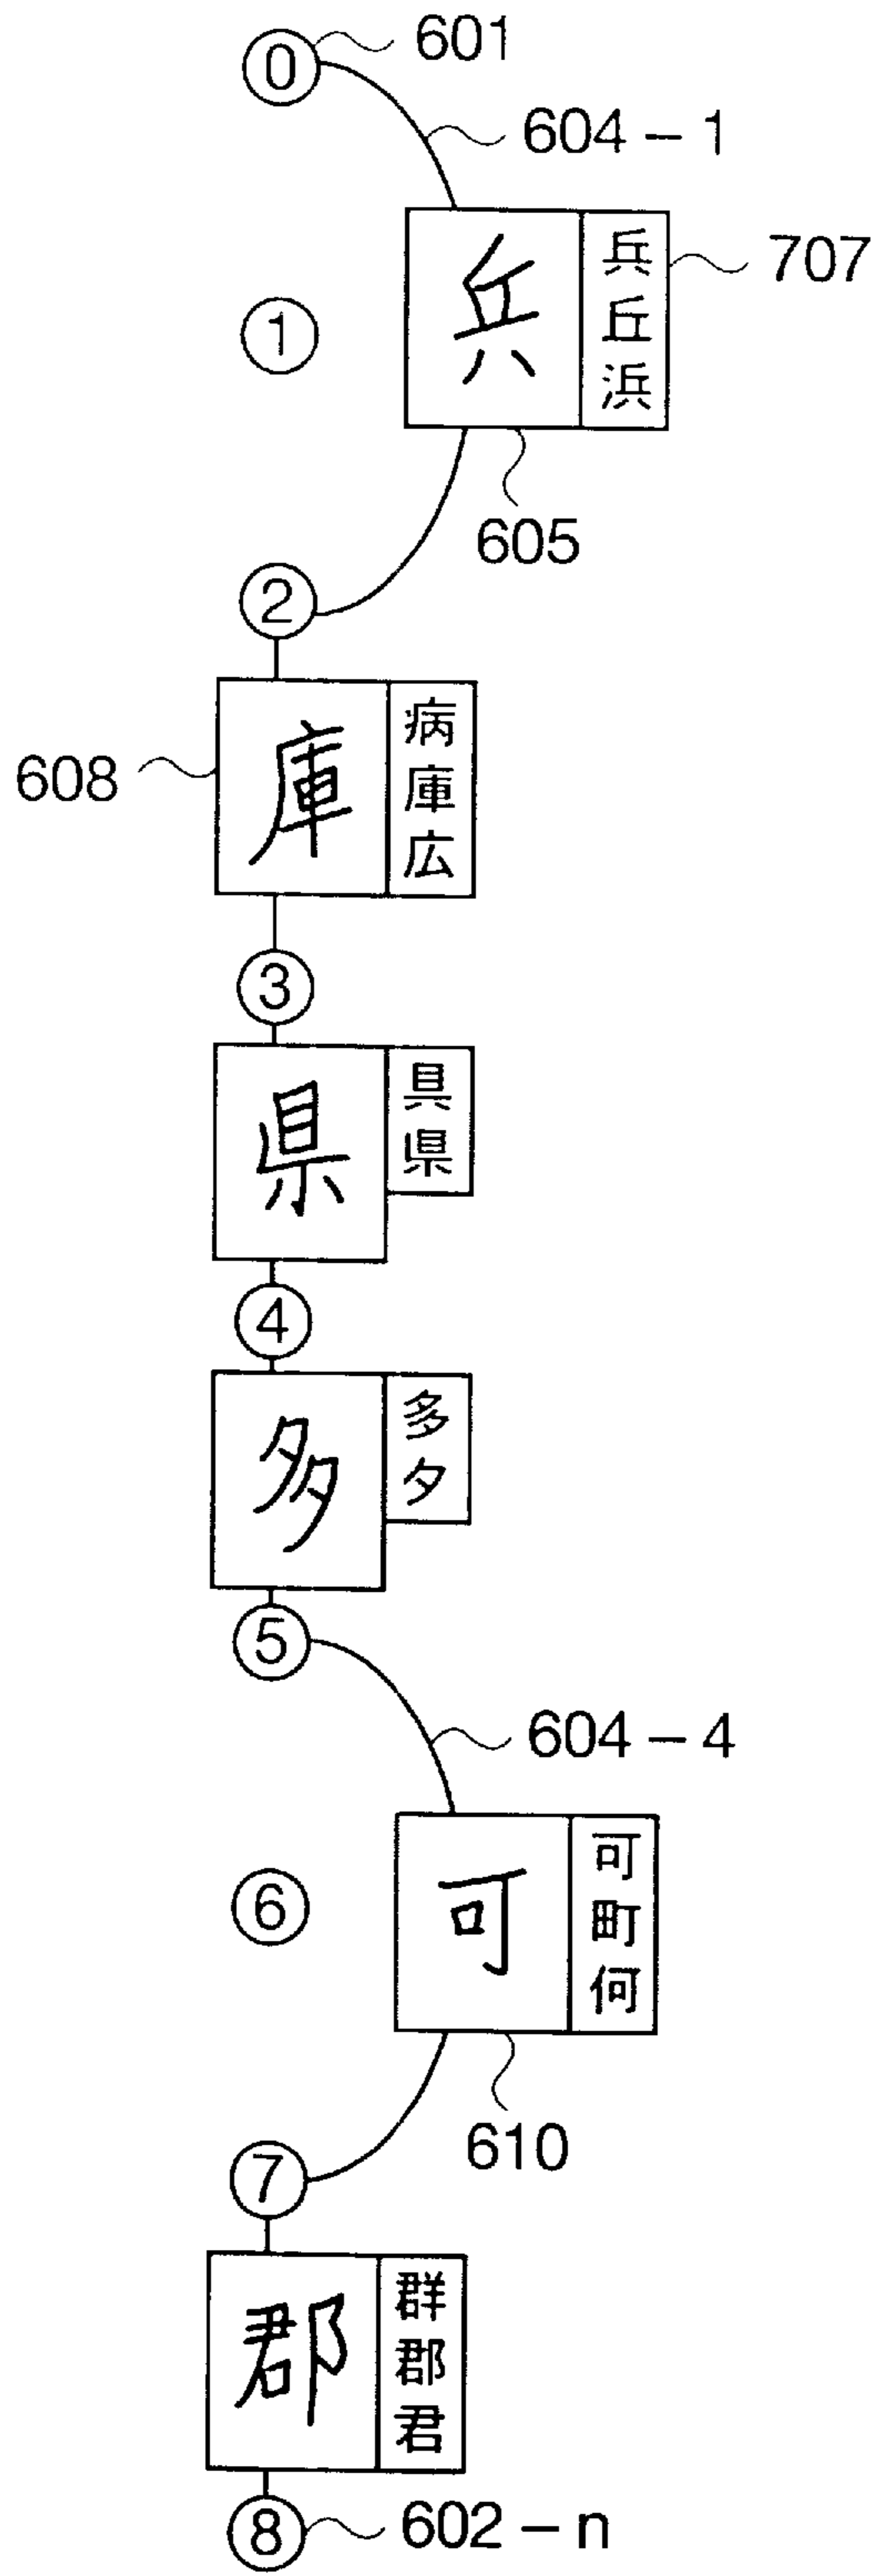 0 601
604-1
兵 兵 707
丘
浜
1
605
2
608 庫 病
庫
広
3
県 具
県
4
多 多
夕
5
604-4
可 可
町
何
6
610
7
郡 群
郡
君
8 602-n